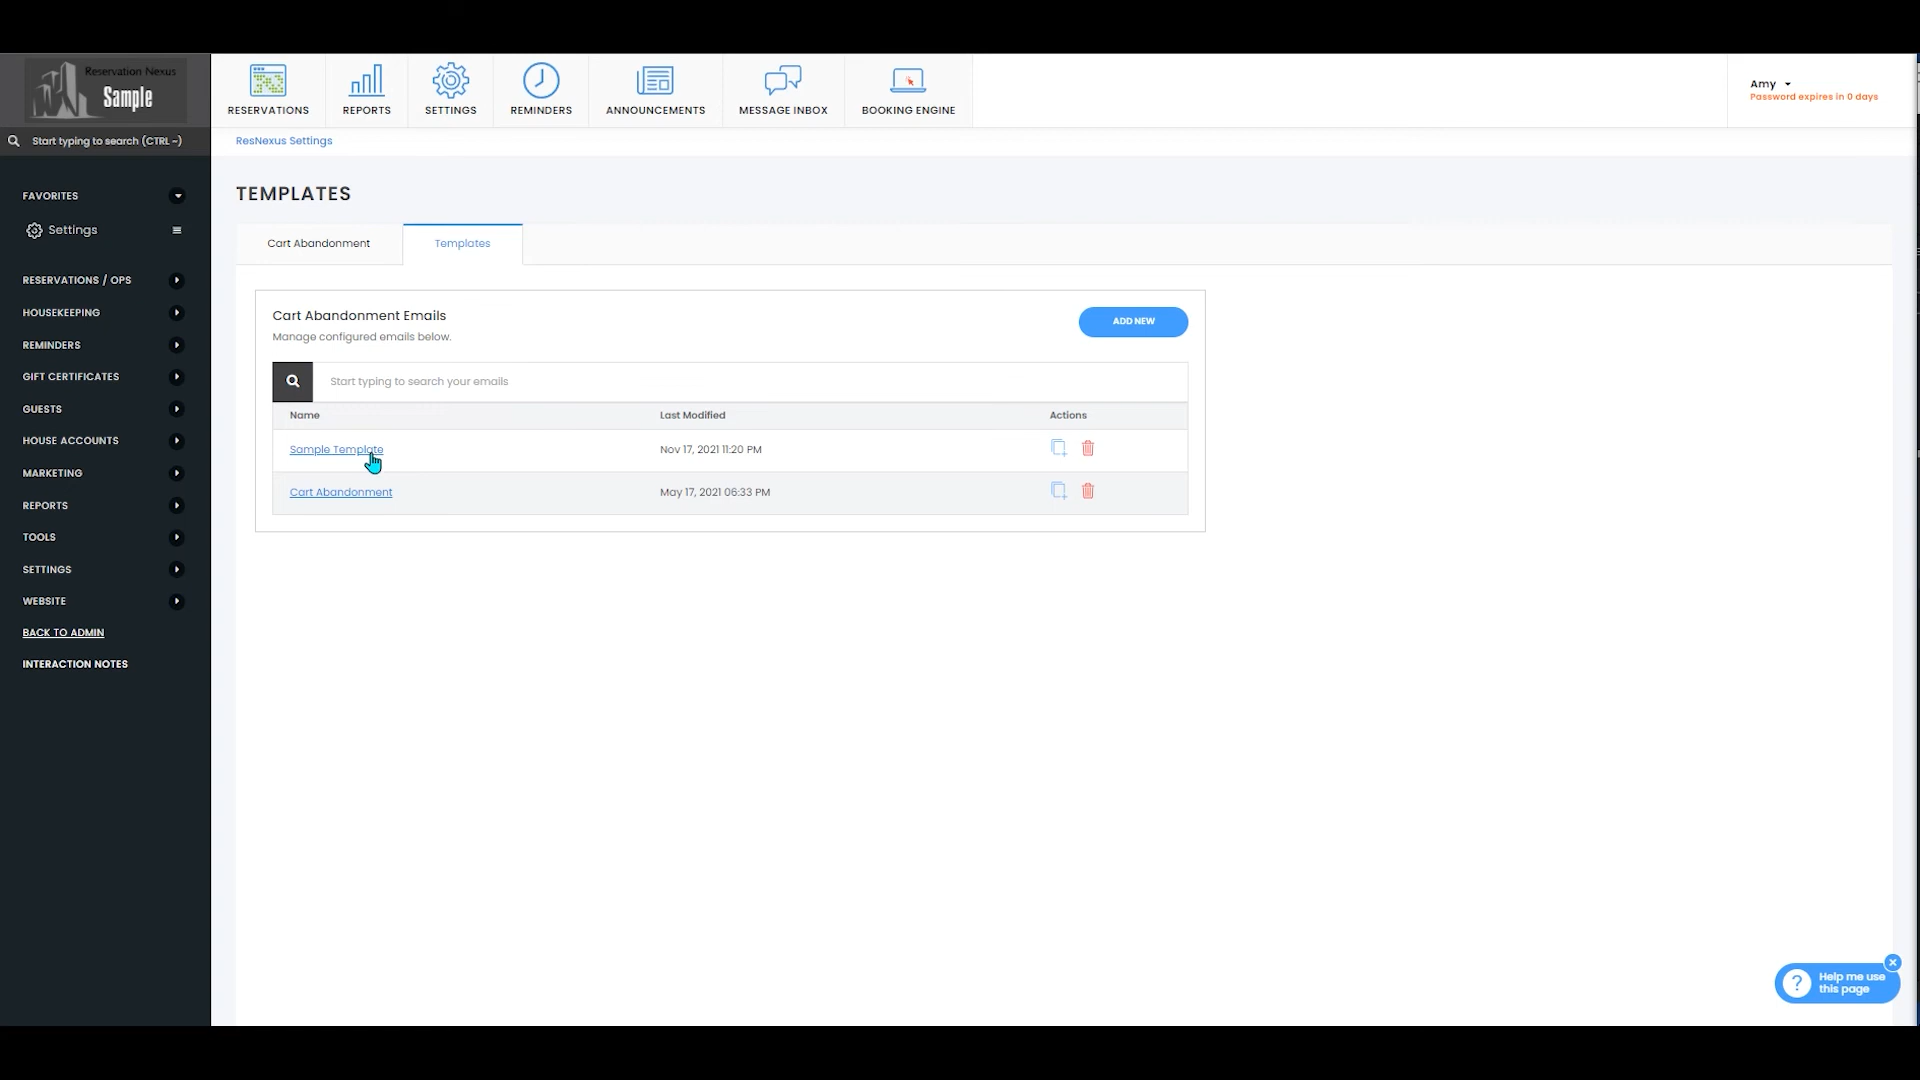 Reservation Nexus
Sample
RESERVATIONS
REPORTS
SETTINGS
REMINDERS
ANNOUNCEMENTS
MESSAGE INBOX
BOOKING ENGINE
Amy
Password expires in 0 days
Start typing to search (CTRL ~)
ResNexus Settings
FAVORITES
Settings
RESERVATIONS / OPS
HOUSEKEEPING
REMINDERS
GIFT CERTIFICATES
GUESTS
HOUSE ACCOUNTS
MARKETING
REPORTS
TOOLS
SETTINGS
WEBSITE
BACK TO ADMIN
INTERACTION NOTES
TEMPLATES
Cart Abandonment
Templates
Cart Abandonment Emails
Manage configured emails below.
ADD NEW
Start typing to search your emails
Name Last Modified Actions
Sample Template Nov 17, 2021 11:20 PM
Cart Abandonment May 17, 2021 06:33 PM
? Help me use
this page